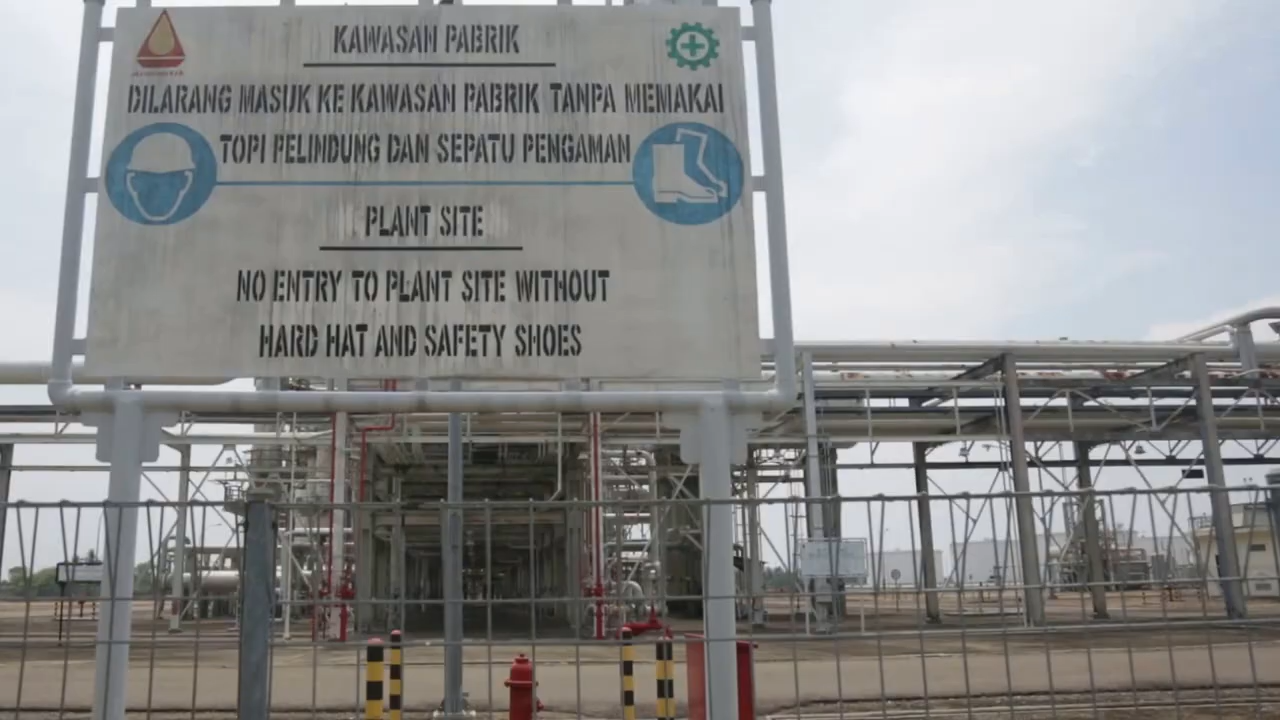 KAWASAN PABRIK
DILARANG MASUK KE KAWASAN PABRIK TANPA MEMAKAI
TOPI PELINDUNG DAN SEPATU PENGAMAN
PLANT SITE
NO ENTRY TO PLANT SITE WITHOUT
HARD HAT AND SAFETY SHOES